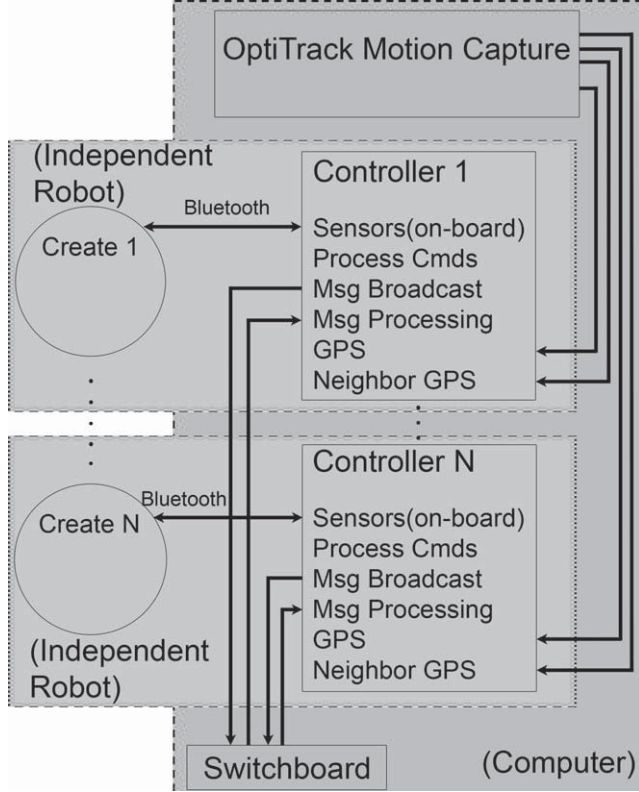 OptiTrack Motion Capture
(Independent
Robot)
Create 1
Bluetooth
Controller 1
Sensors(on-board)
Process Cmds
Msg Broadcast
Msg Processing
GPS
Neighbor GPS
Create N
(Independent
Robot)
Bluetooth
Controller N
Sensors(on-board)
Process Cmds
Msg Broadcast
Msg Processing
GPS
Neighbor GPS
Switchboard
(Computer)